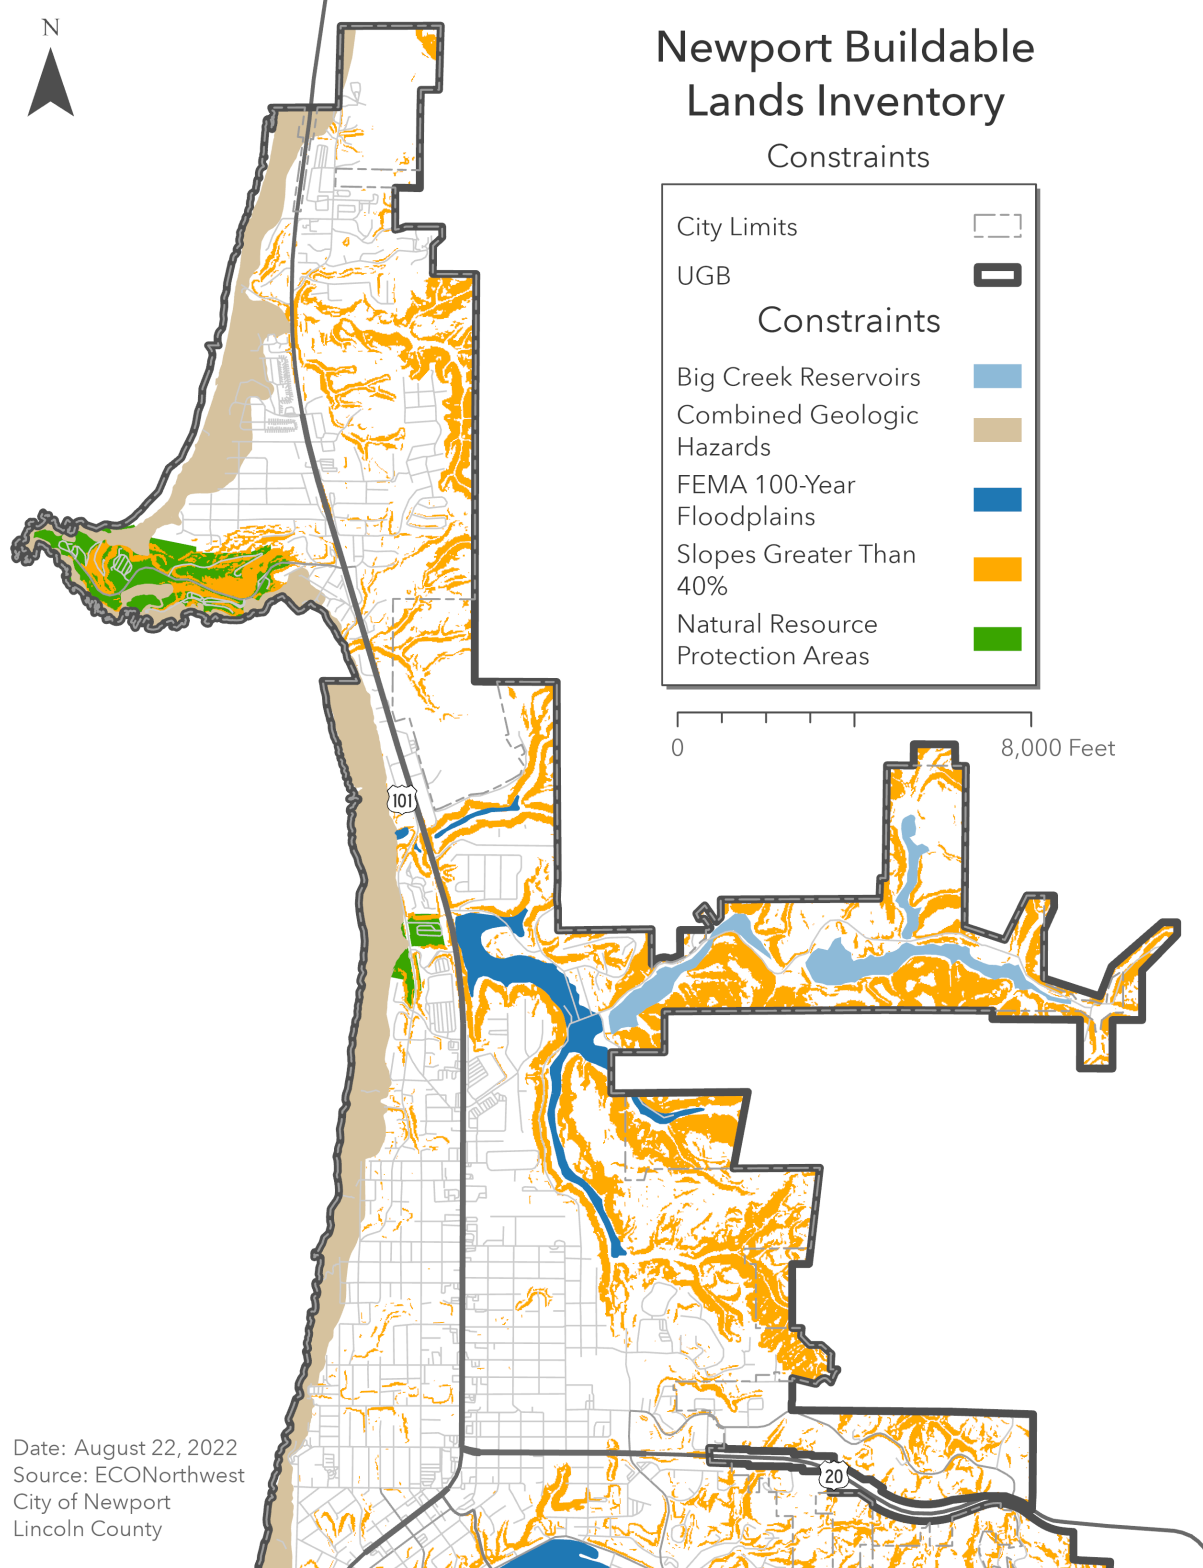 N
Newport Buildable
Lands Inventory
Constraints
City Limits
UGB
Constraints
Big Creek Reservoirs
Combined Geologic
Hazards
FEMA 100-Year
Floodplains
Slopes Greater Than
40%
Natural Resource
Protection Areas
0 8,000 Feet
101
20
Date: August 22, 2022
Source: ECONorthwest
City of Newport
Lincoln County